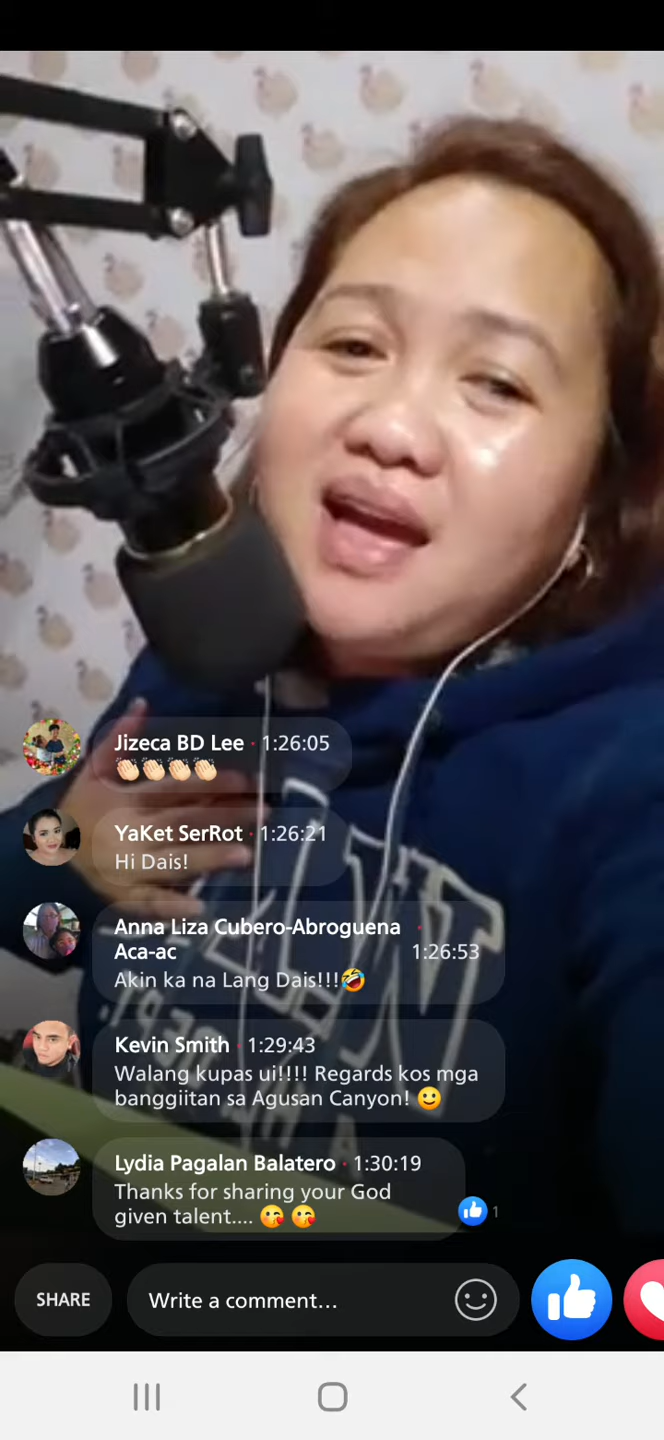 Jizeca BD Lee · 1:26:05
👏🏻👏🏻👏🏻👏🏻
YaKet SerRot · 1:26:21
Hi Dais!
Anna Liza Cubero-Abroguena ·
Aca-ac 1:26:53
Akin ka na Lang Dais!!!🤣
Kevin Smith · 1:29:43
Walang kupas ui!!!! Regards kos mga
banggiitan sa Agusan Canyon! 🙂
Lydia Pagalan Balatero · 1:30:19
Thanks for sharing your God
given talent.... 😘 😘
1
SHARE
Write a comment...